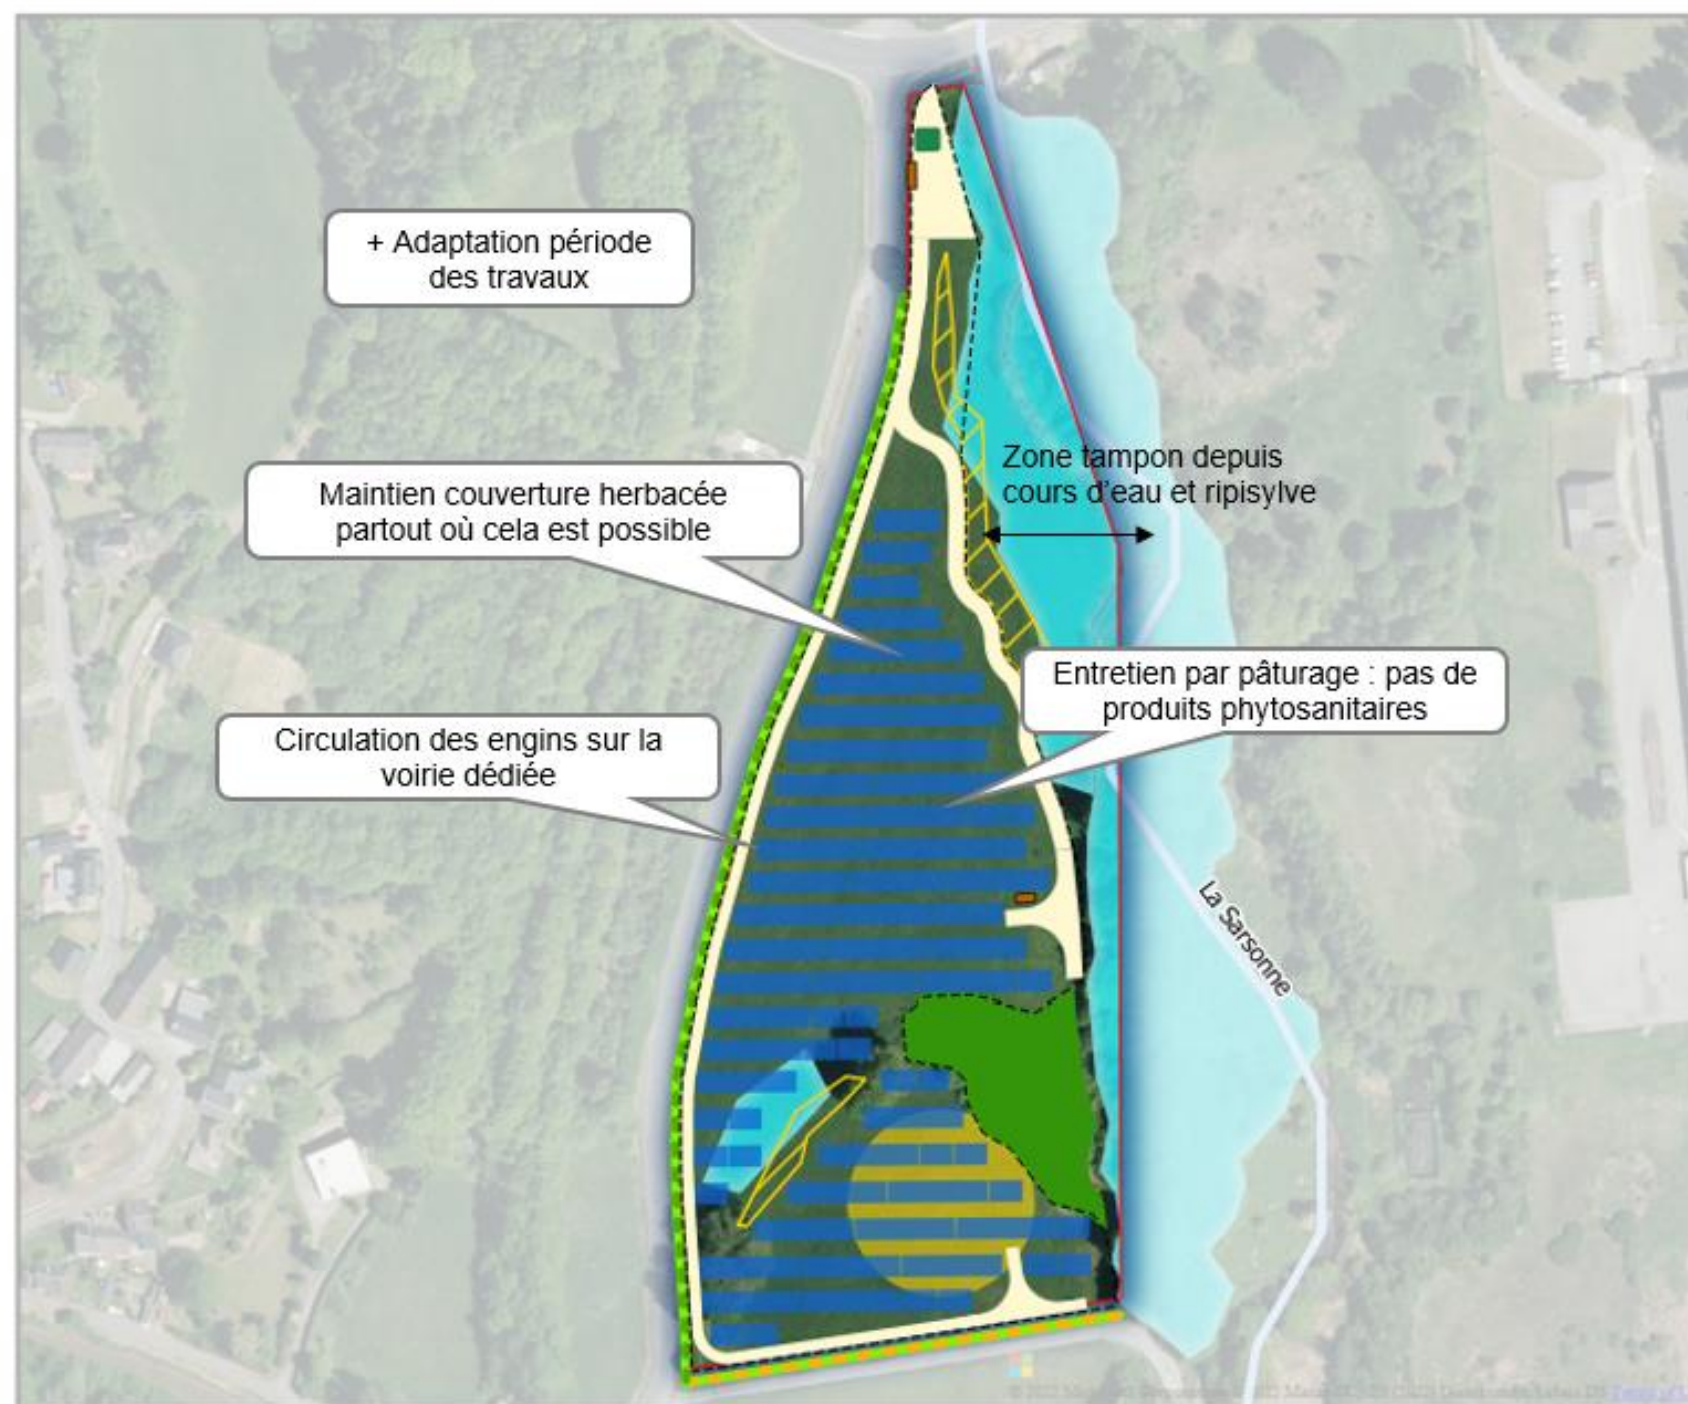 + Adaptation période
des travaux
Zone tampon depuis
cours d'eau et ripisylve
Maintien couverture herbacée
partout où cela est possible
Entretien par pâturage : pas de
produits phytosanitaires
Circulation des engins sur la
voirie dédiée
La Sarsonne